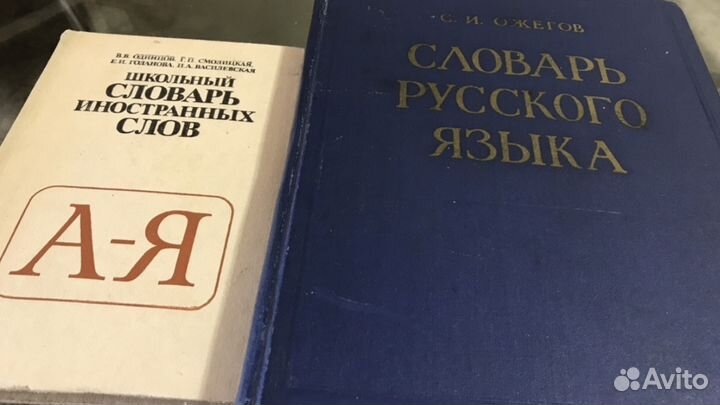 В.В. ОДИНЦОВ, Г.П. СМОЛИЦКАЯ,
Е.И. ГОЛАНОВА, И.А. ВАСИЛЕВСКАЯ
ШКОЛЬНЫЙ
СЛОВАРЬ
ИНОСТРАННЫХ
СЛОВ
А-Я
С. И. ОЖЕГОВ
СЛОВАРЬ
РУССКОГО
ЯЗЫКА
Avito